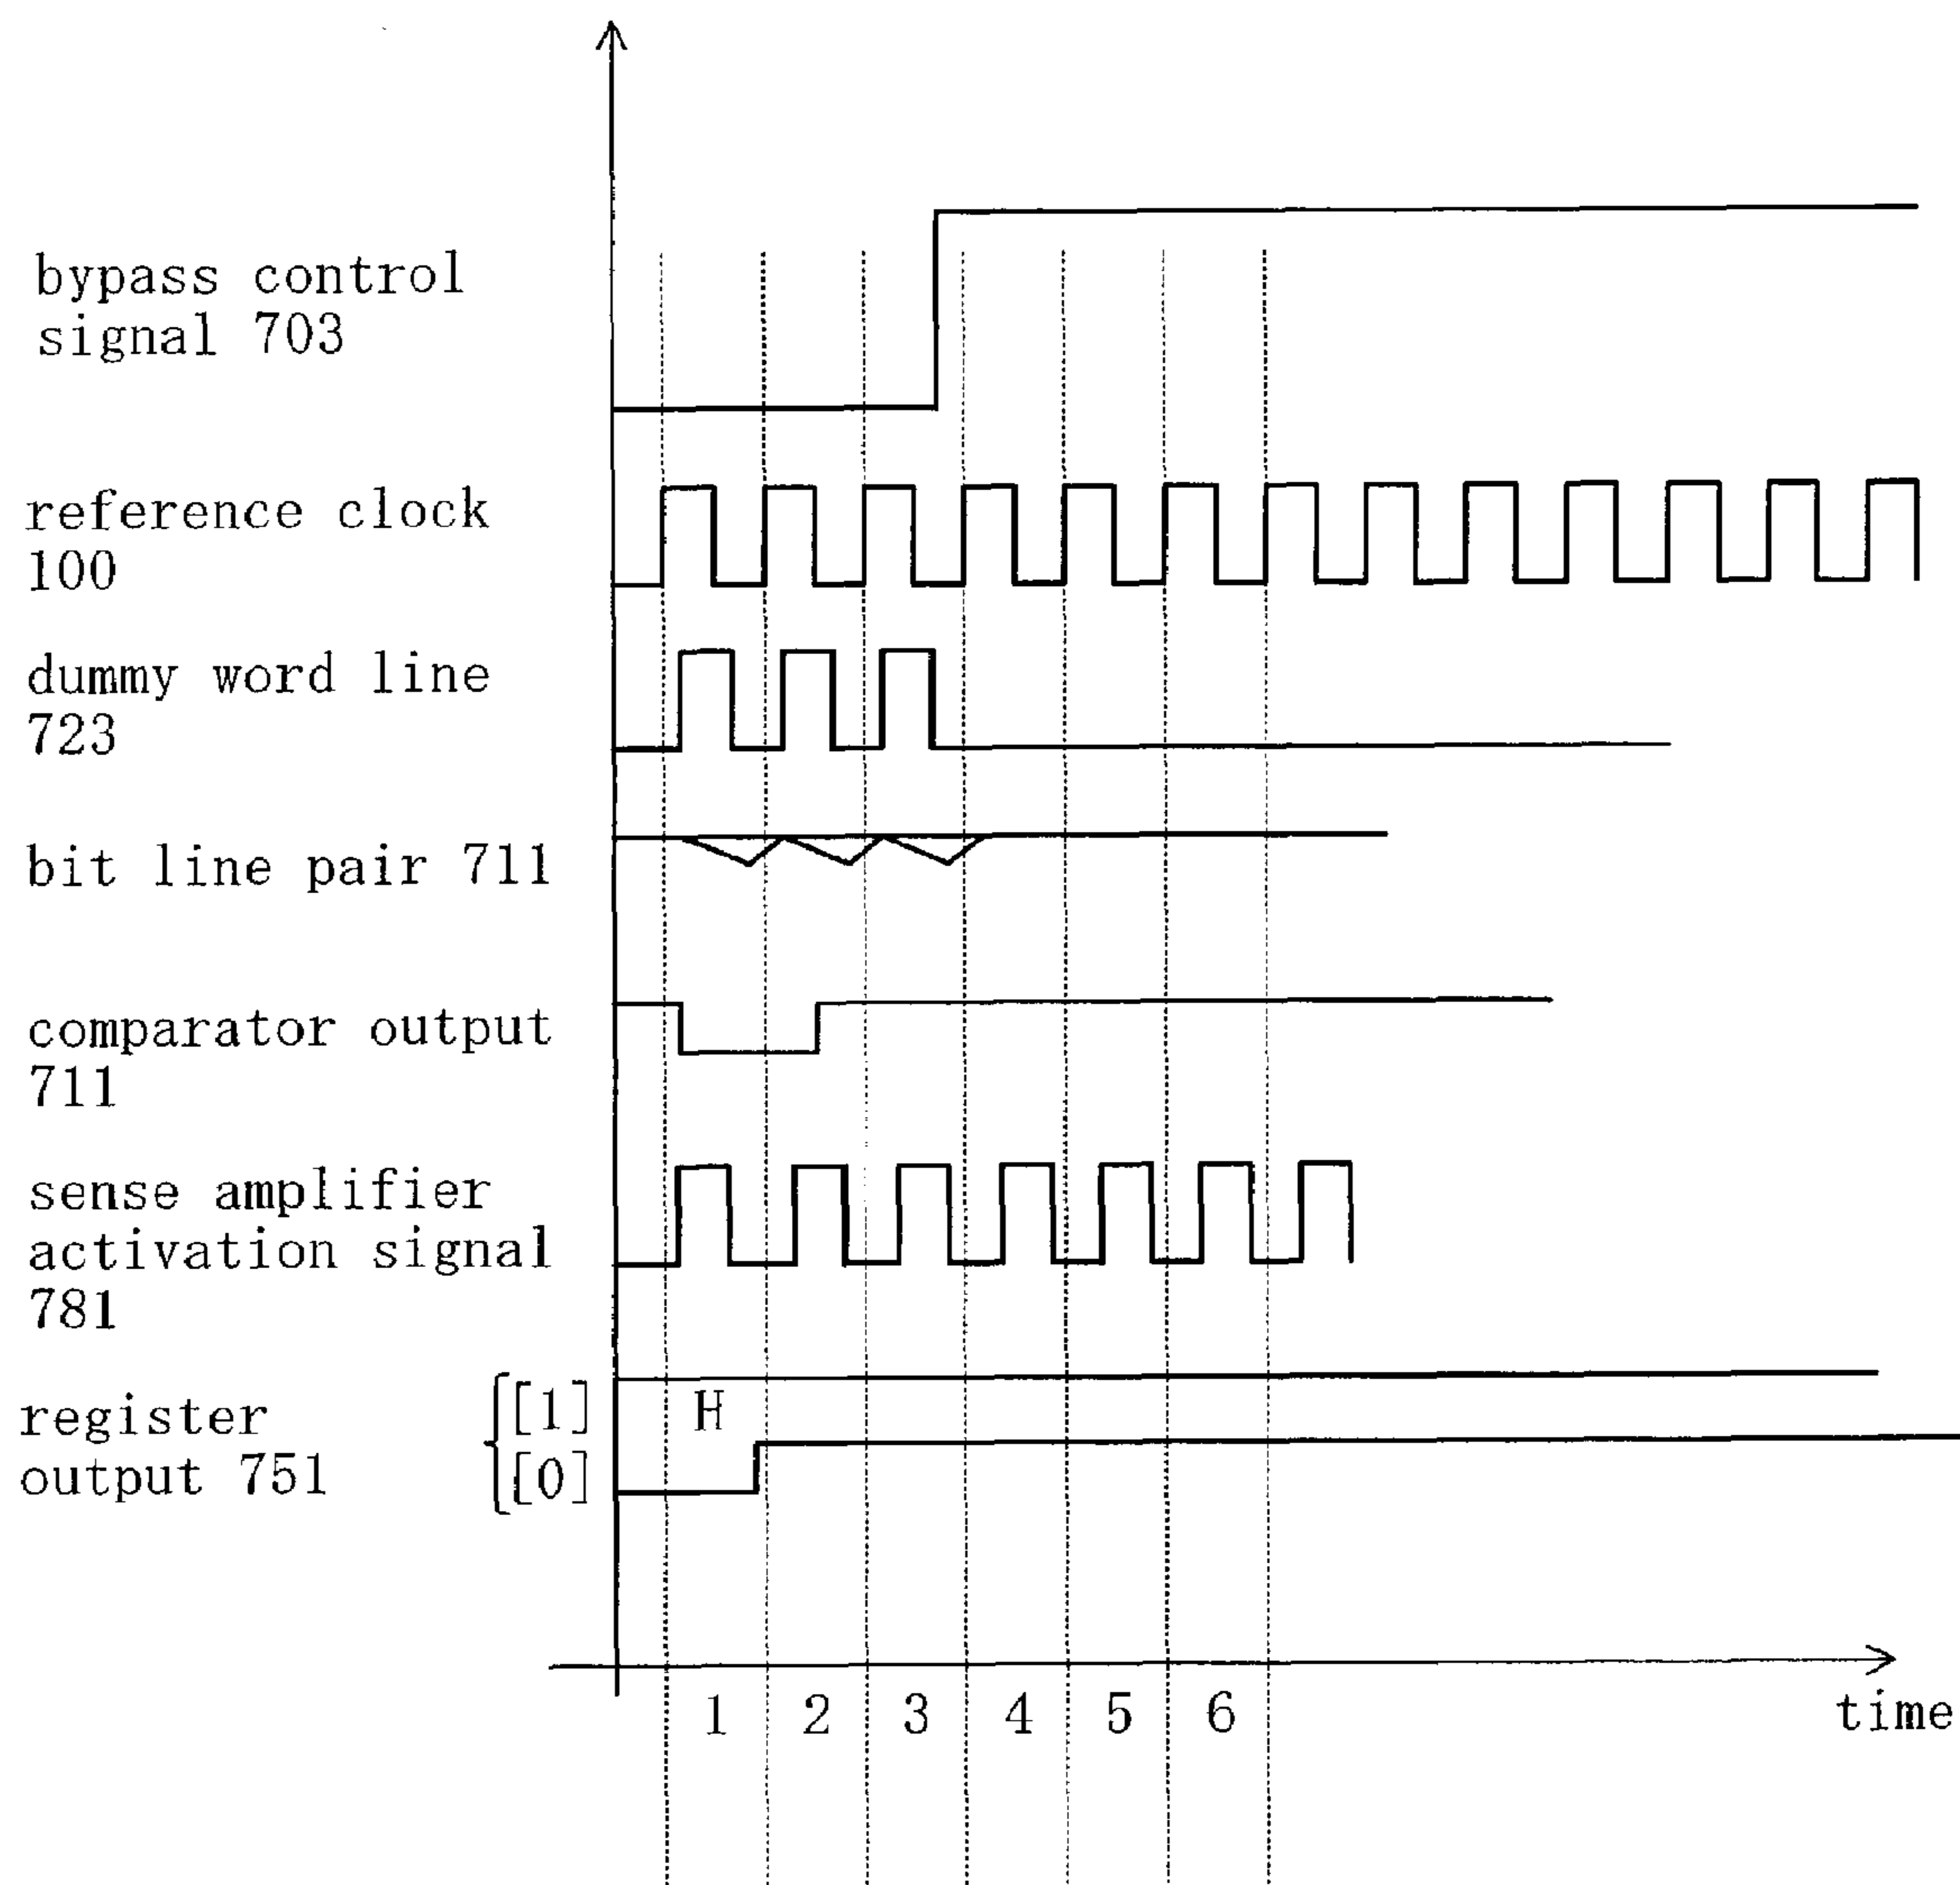 bypass control
signal 703
reference clock
100
dummy word line
723
bit line pair 711
comparator output
711
sense amplifier
activation signal
781
register
output 751
[1]
[0]
H
1 2 3 4 5 6
time